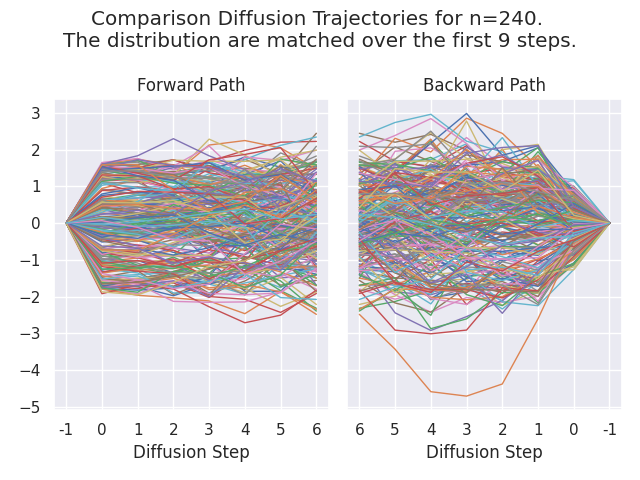 Comparison Diffusion Trajectories for n=240.
The distribution are matched over the first 9 steps.
Forward Path
Backward Path
3
2
1
0
−1
−2
−3
−4
−5
-1 0 1 2 3 4 5 6
6 5 4 3 2 1 0 -1
Diffusion Step
Diffusion Step